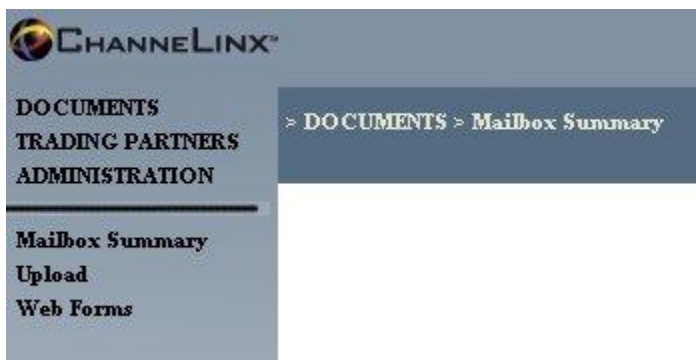 CHANNELINX™
DOCUMENTS
TRADING PARTNERS
ADMINISTRATION
> DOCUMENTS > Mailbox Summary
Mailbox Summary
Upload
Web Forms